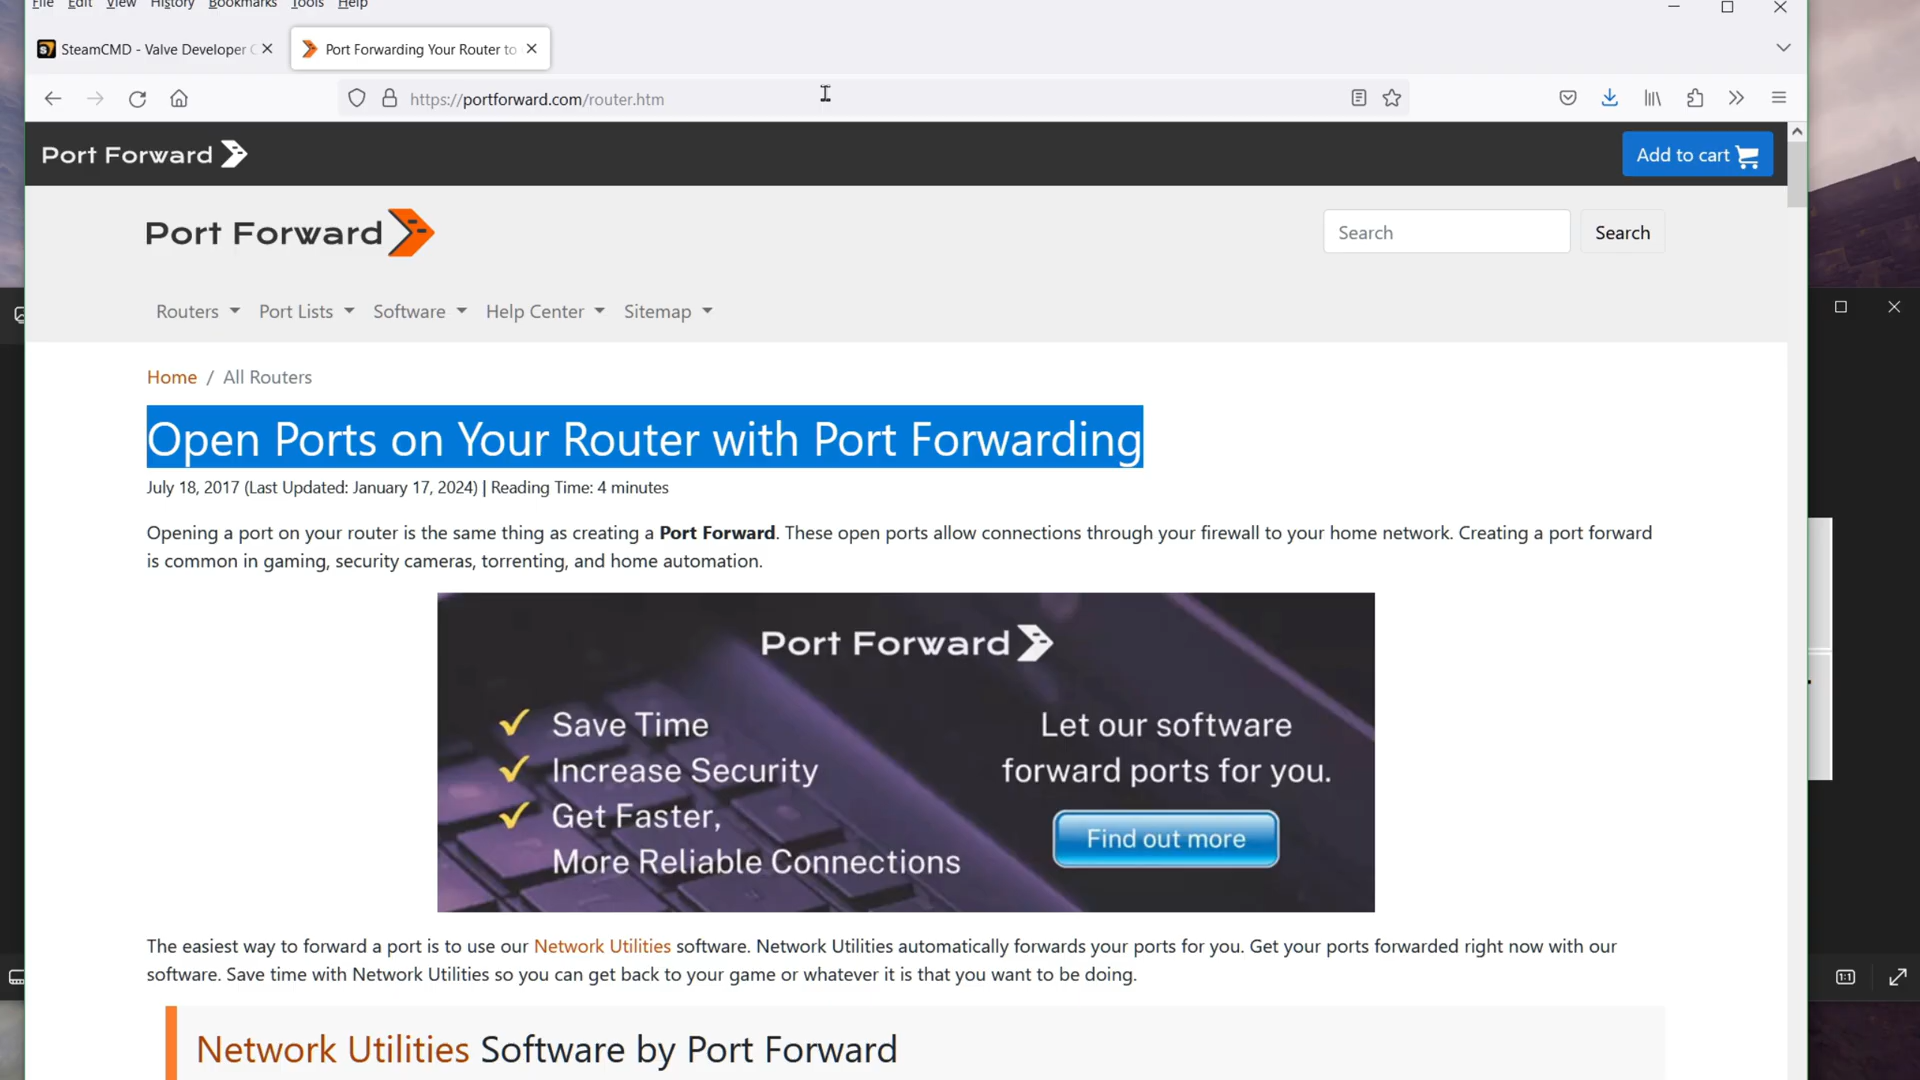 File Edit View History Bookmarks Tools Help
SteamCMD - Valve Developer C
Port Forwarding Your Router to
https://portforward.com/router.htm
Port Forward
Add to cart
Port Forward
Search
Search
Routers Port Lists Software Help Center Sitemap
Home / All Routers
Open Ports on Your Router with Port Forwarding
July 18, 2017 (Last Updated: January 17, 2024) | Reading Time: 4 minutes
Opening a port on your router is the same thing as creating a Port Forward. These open ports allow connections through your firewall to your home network. Creating a port forward
is common in gaming, security cameras, torrenting, and home automation.
Port Forward
Save Time
Increase Security
Get Faster,
More Reliable Connections
Let our software
forward ports for you.
Find out more
The easiest way to forward a port is to use our Network Utilities software. Network Utilities automatically forwards your ports for you. Get your ports forwarded right now with our
software. Save time with Network Utilities so you can get back to your game or whatever it is that you want to be doing.
Network Utilities Software by Port Forward
1:1